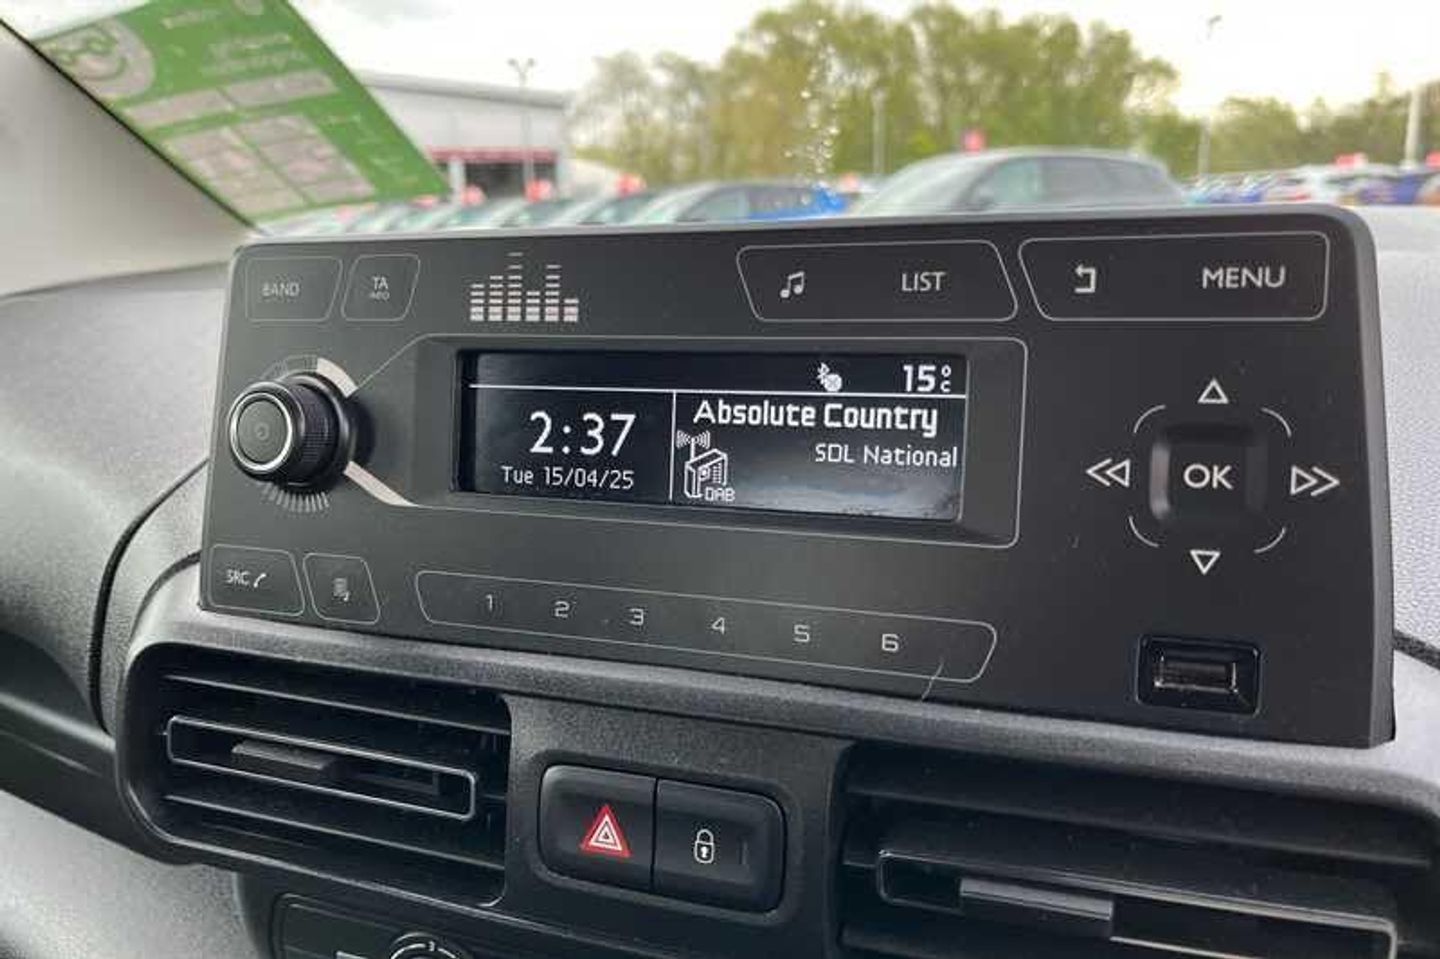 BAND
TA
INFO
LIST
MENU
15°C
2:37
Tue 15/04/25
Absolute Country
SDL National
DAB
OK
SRC
1 2 3 4 5 6